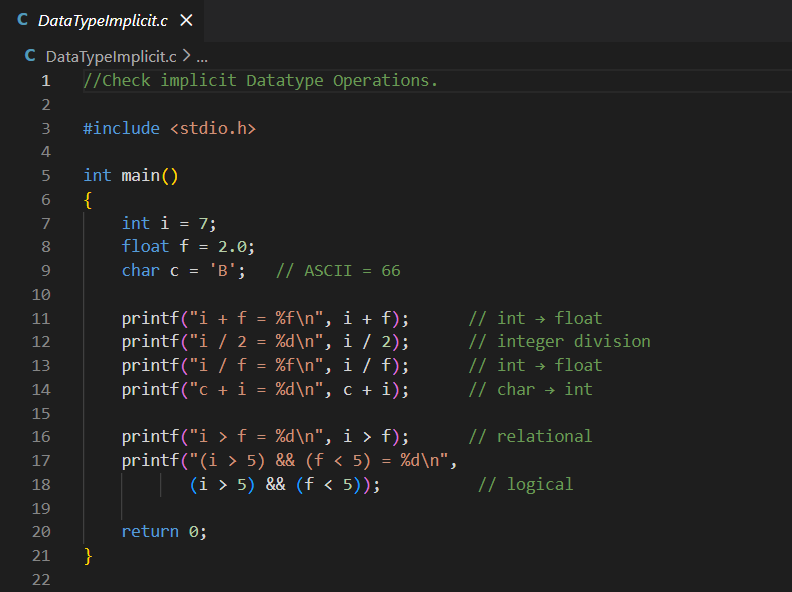 C DataTypeImplicit.c ×
C DataTypeImplicit.c > ...
1 //Check implicit Datatype Operations.
2
3 #include <stdio.h>
4
5 int main()
6 {
7     int i = 7;
8     float f = 2.0;
9     char c = 'B';   // ASCII = 66
10
11     printf("i + f = %f\n", i + f);      // int → float
12     printf("i / 2 = %d\n", i / 2);      // integer division
13     printf("i / f = %f\n", i / f);      // int → float
14     printf("c + i = %d\n", c + i);      // char → int
15
16     printf("i > f = %d\n", i > f);      // relational
17     printf("(i > 5) && (f < 5) = %d\n",
18            (i > 5) && (f < 5));          // logical
19
20     return 0;
21 }
22